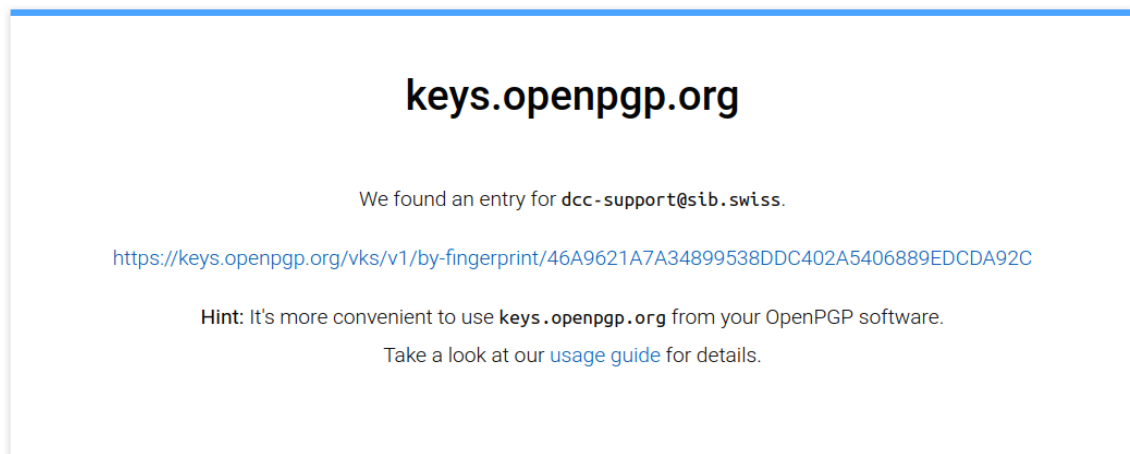 keys.openpgp.org
We found an entry for dcc-support@sib.swiss.
https://keys.openpgp.org/vks/v1/by-fingerprint/46A9621A7A34899538DDC402A5406889EDCDA92C
Hint: It's more convenient to use keys.openpgp.org from your OpenPGP software.
Take a look at our usage guide for details.